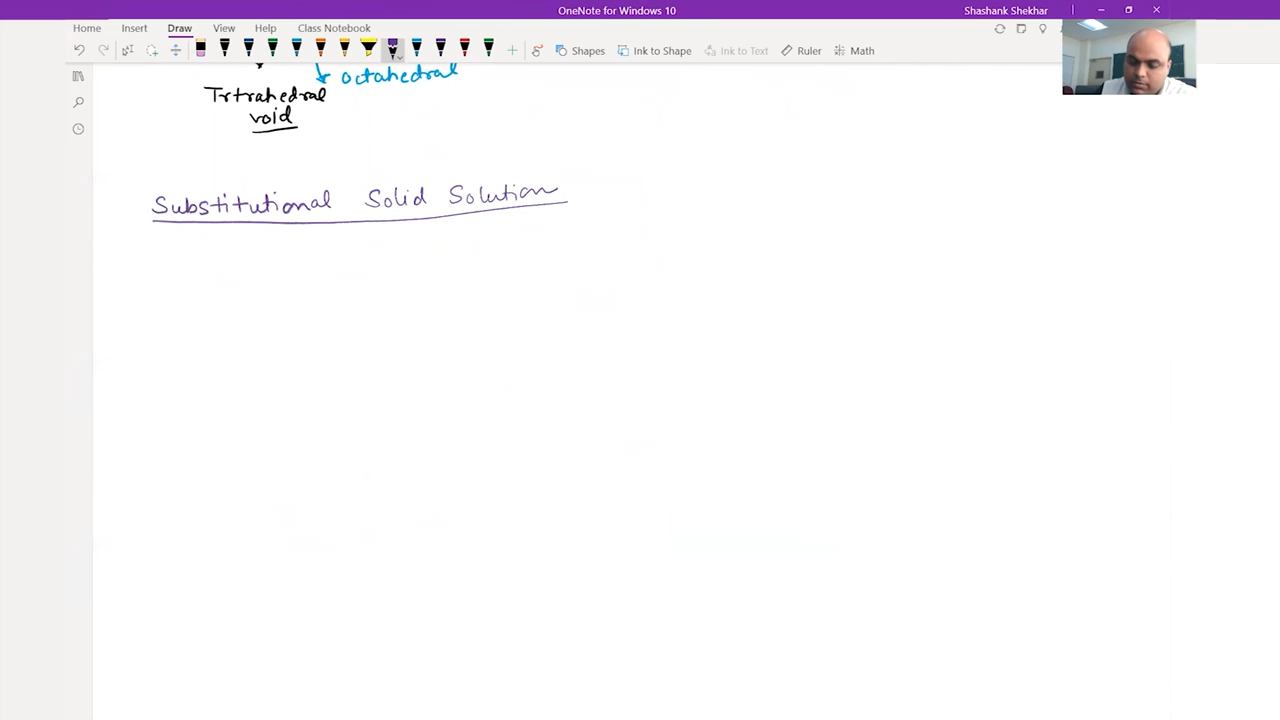 OneNote for Windows 10
Shashank Shekhar
Home Insert Draw View Help Class Notebook
Shapes Ink to Shape Ink to Text Ruler Math
octahedral
Trtrahedral
void
Substitutional Solid Solution